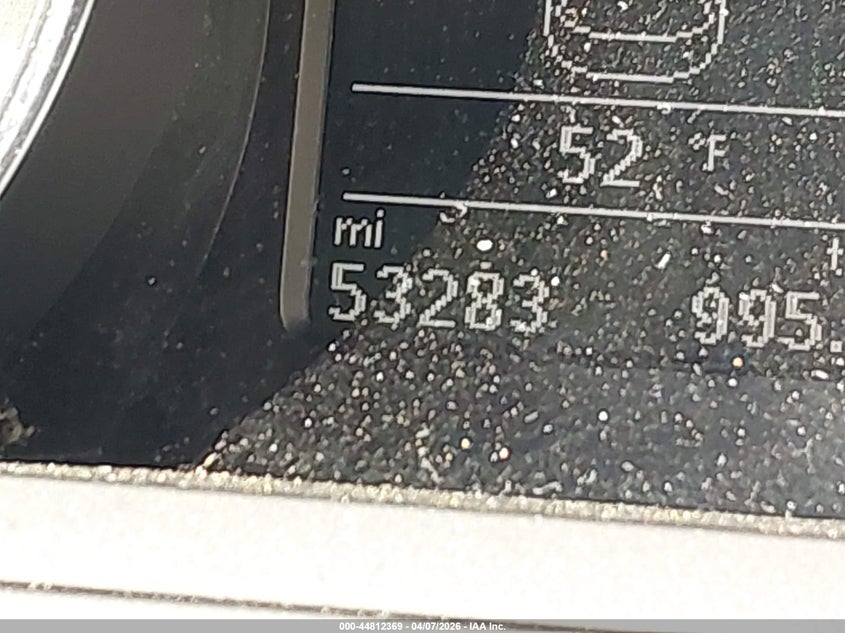 52 °F
mi
53283 995.
000-44812369 - 04/07/2026 - IAA Inc.